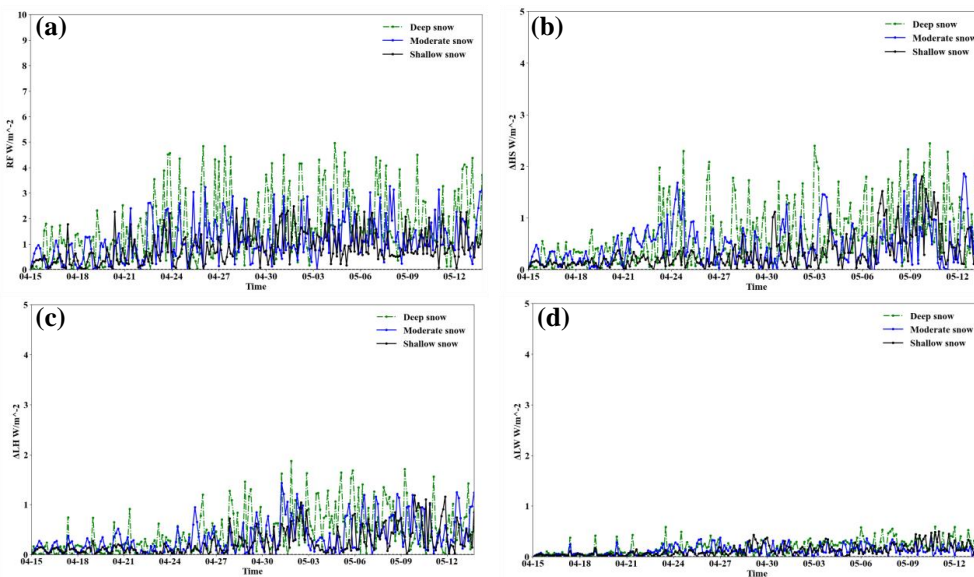 (a)
Deep snow
Moderate snow
Shallow snow
RF W/m^-2
10
9
8
7
6
5
4
3
2
1
0
04-15 04-18 04-21 04-24 04-27 04-30 05-03 05-06 05-09 05-12
Time
(b)
Deep snow
Moderate snow
Shallow snow
ΔHS W/m^-2
5
4
3
2
1
0
04-15 04-18 04-21 04-24 04-27 04-30 05-03 05-06 05-09 05-12
Time
(c)
Deep snow
Moderate snow
Shallow snow
ΔLH W/m^-2
5
4
3
2
1
0
04-15 04-18 04-21 04-24 04-27 04-30 05-03 05-06 05-09 05-12
Time
(d)
Deep snow
Moderate snow
Shallow snow
ΔLW W/m^-2
5
4
3
2
1
0
04-15 04-18 04-21 04-24 04-27 04-30 05-03 05-06 05-09 05-12
Time